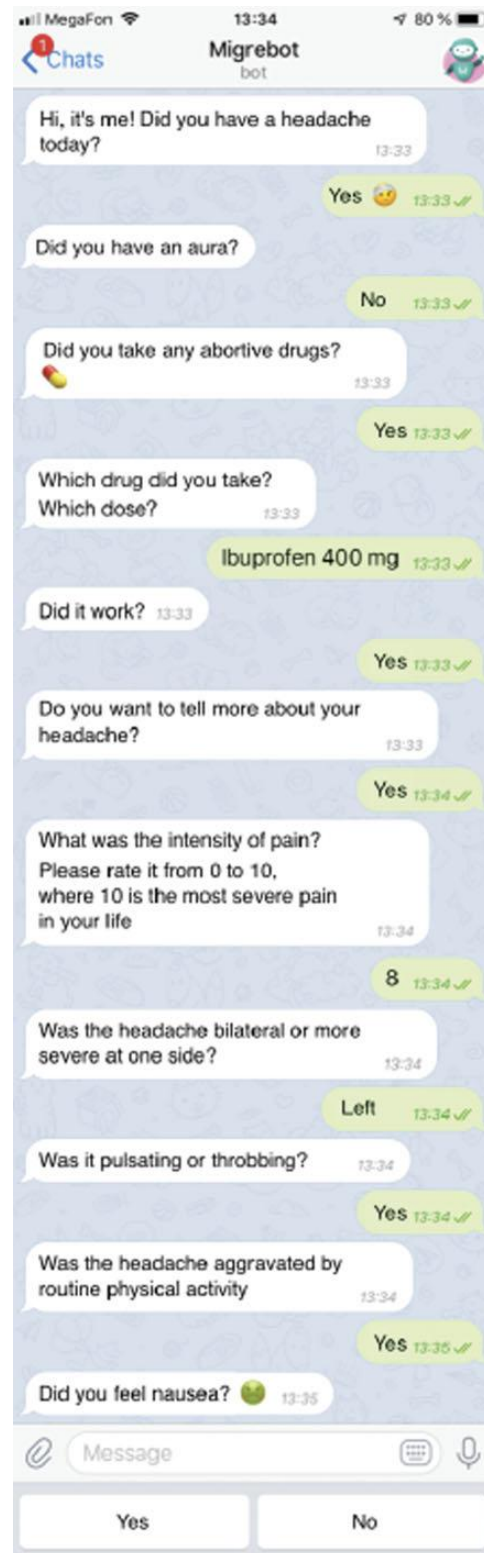 MegaFon 13:34 80 %
1
Chats Migrebot
bot
Hi, it's me! Did you have a headache
today? 13:33
Yes 🤕 13:33
Did you have an aura?
No 13:33
Did you take any abortive drugs?
💊 13:33
Yes 13:33
Which drug did you take?
Which dose? 13:33
Ibuprofen 400 mg 13:33
Did it work? 13:33
Yes 13:33
Do you want to tell more about your
headache? 13:33
Yes 13:34
What was the intensity of pain?
Please rate it from 0 to 10,
where 10 is the most severe pain
in your life 13:34
8 13:34
Was the headache bilateral or more
severe at one side? 13:34
Left 13:34
Was it pulsating or throbbing? 13:34
Yes 13:34
Was the headache aggravated by
routine physical activity 13:34
Yes 13:35
Did you feel nausea? 🤢 13:35
Message
Yes No